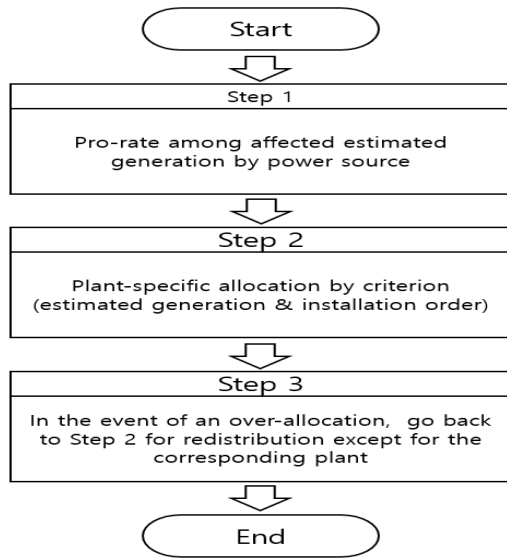 Start
Step 1
Pro-rate among affected estimated
generation by power source
Step 2
Plant-specific allocation by criterion
(estimated generation & installation order)
Step 3
In the event of an over-allocation, go back
to Step 2 for redistribution except for the
corresponding plant
End